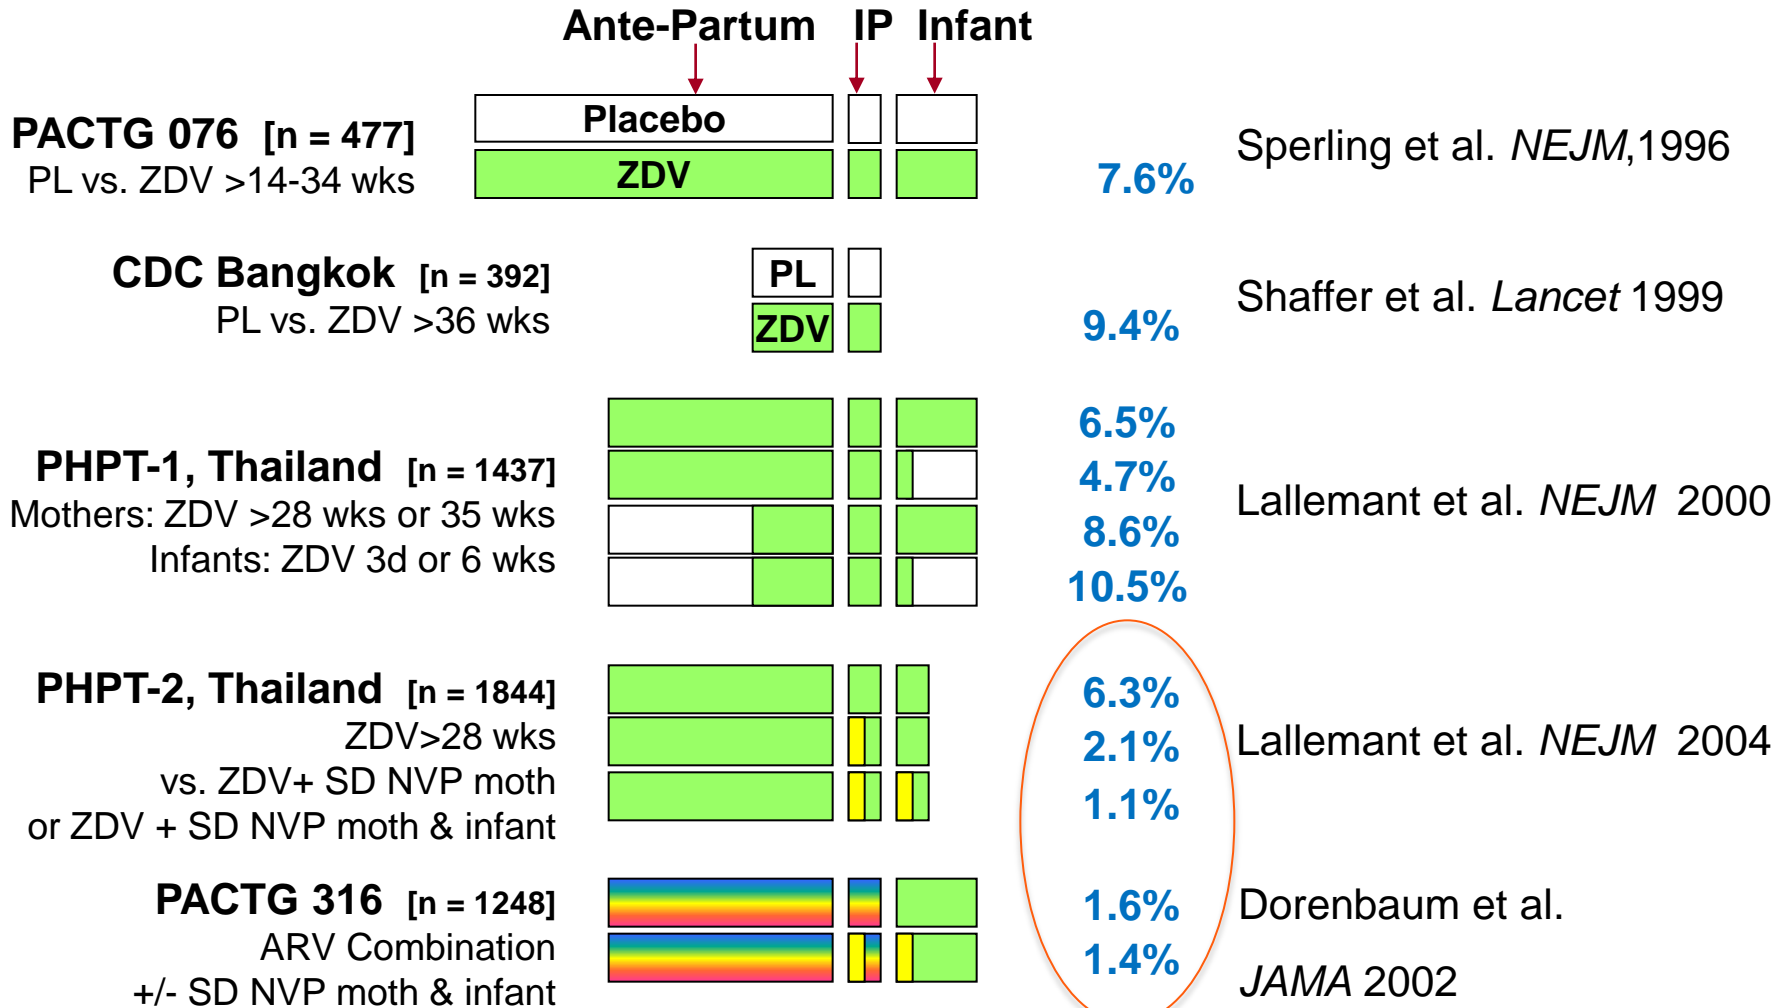 Ante-Partum IP Infant
Placebo
PACTG 076 [n = 477]
PL vs. ZDV >14-34 wks
ZDV
7.6%
Sperling et al. NEJM,1996
CDC Bangkok [n = 392]
PL vs. ZDV >36 wks
PL
ZDV
9.4%
Shaffer et al. Lancet 1999
PHPT-1, Thailand [n = 1437]
Mothers: ZDV >28 wks or 35 wks
Infants: ZDV 3d or 6 wks
6.5%
4.7%
8.6%
10.5%
Lallemant et al. NEJM 2000
PHPT-2, Thailand [n = 1844]
ZDV>28 wks
vs. ZDV+ SD NVP moth
or ZDV + SD NVP moth & infant
6.3%
2.1%
1.1%
Lallemant et al. NEJM 2004
PACTG 316 [n = 1248]
ARV Combination
+/- SD NVP moth & infant
1.6%
1.4%
Dorenbaum et al.
JAMA 2002